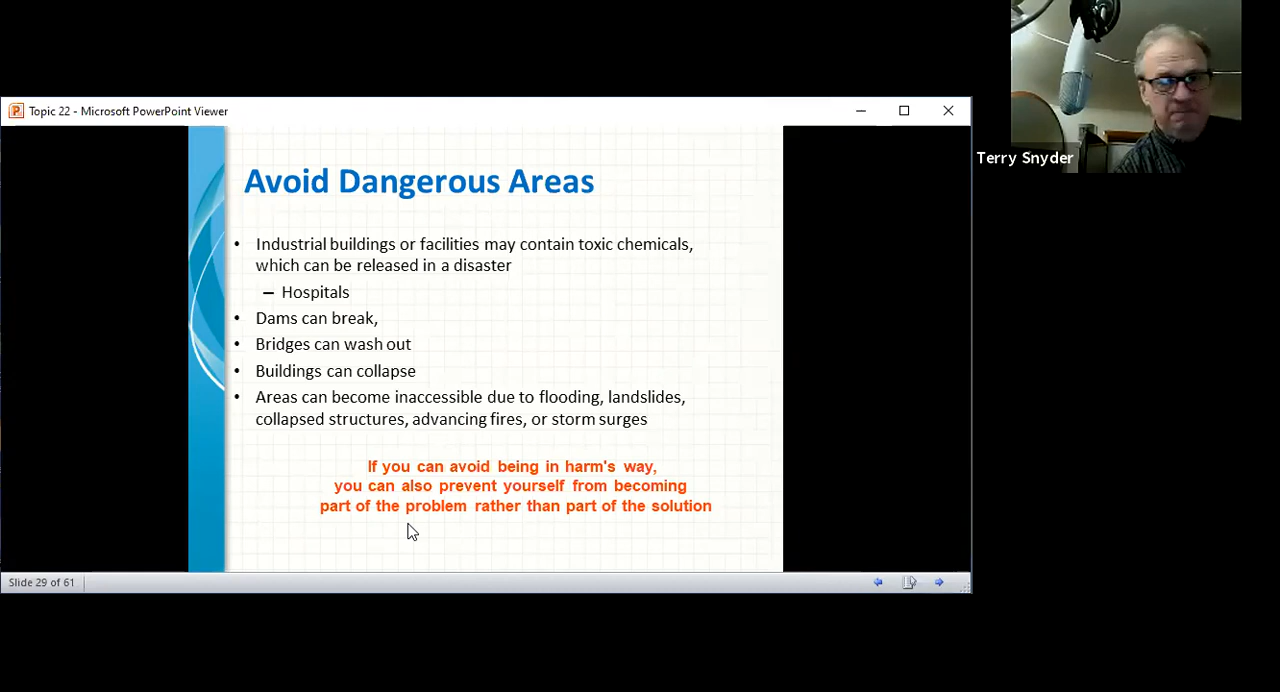 Topic 22 - Microsoft PowerPoint Viewer
Terry Snyder
Avoid Dangerous Areas
• Industrial buildings or facilities may contain toxic chemicals,
which can be released in a disaster
– Hospitals
• Dams can break,
• Bridges can wash out
• Buildings can collapse
• Areas can become inaccessible due to flooding, landslides,
collapsed structures, advancing fires, or storm surges
If you can avoid being in harm's way,
you can also prevent yourself from becoming
part of the problem rather than part of the solution
Slide 29 of 61